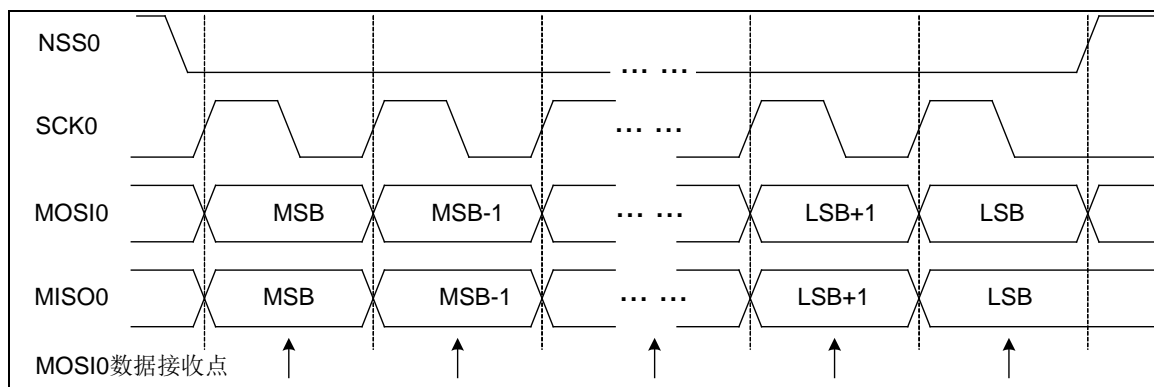 NSS0
... ...
SCK0
... ...
MOSI0 MSB MSB-1 ... ... LSB+1 LSB
MISO0 MSB MSB-1 ... ... LSB+1 LSB
MOSI0数据接收点